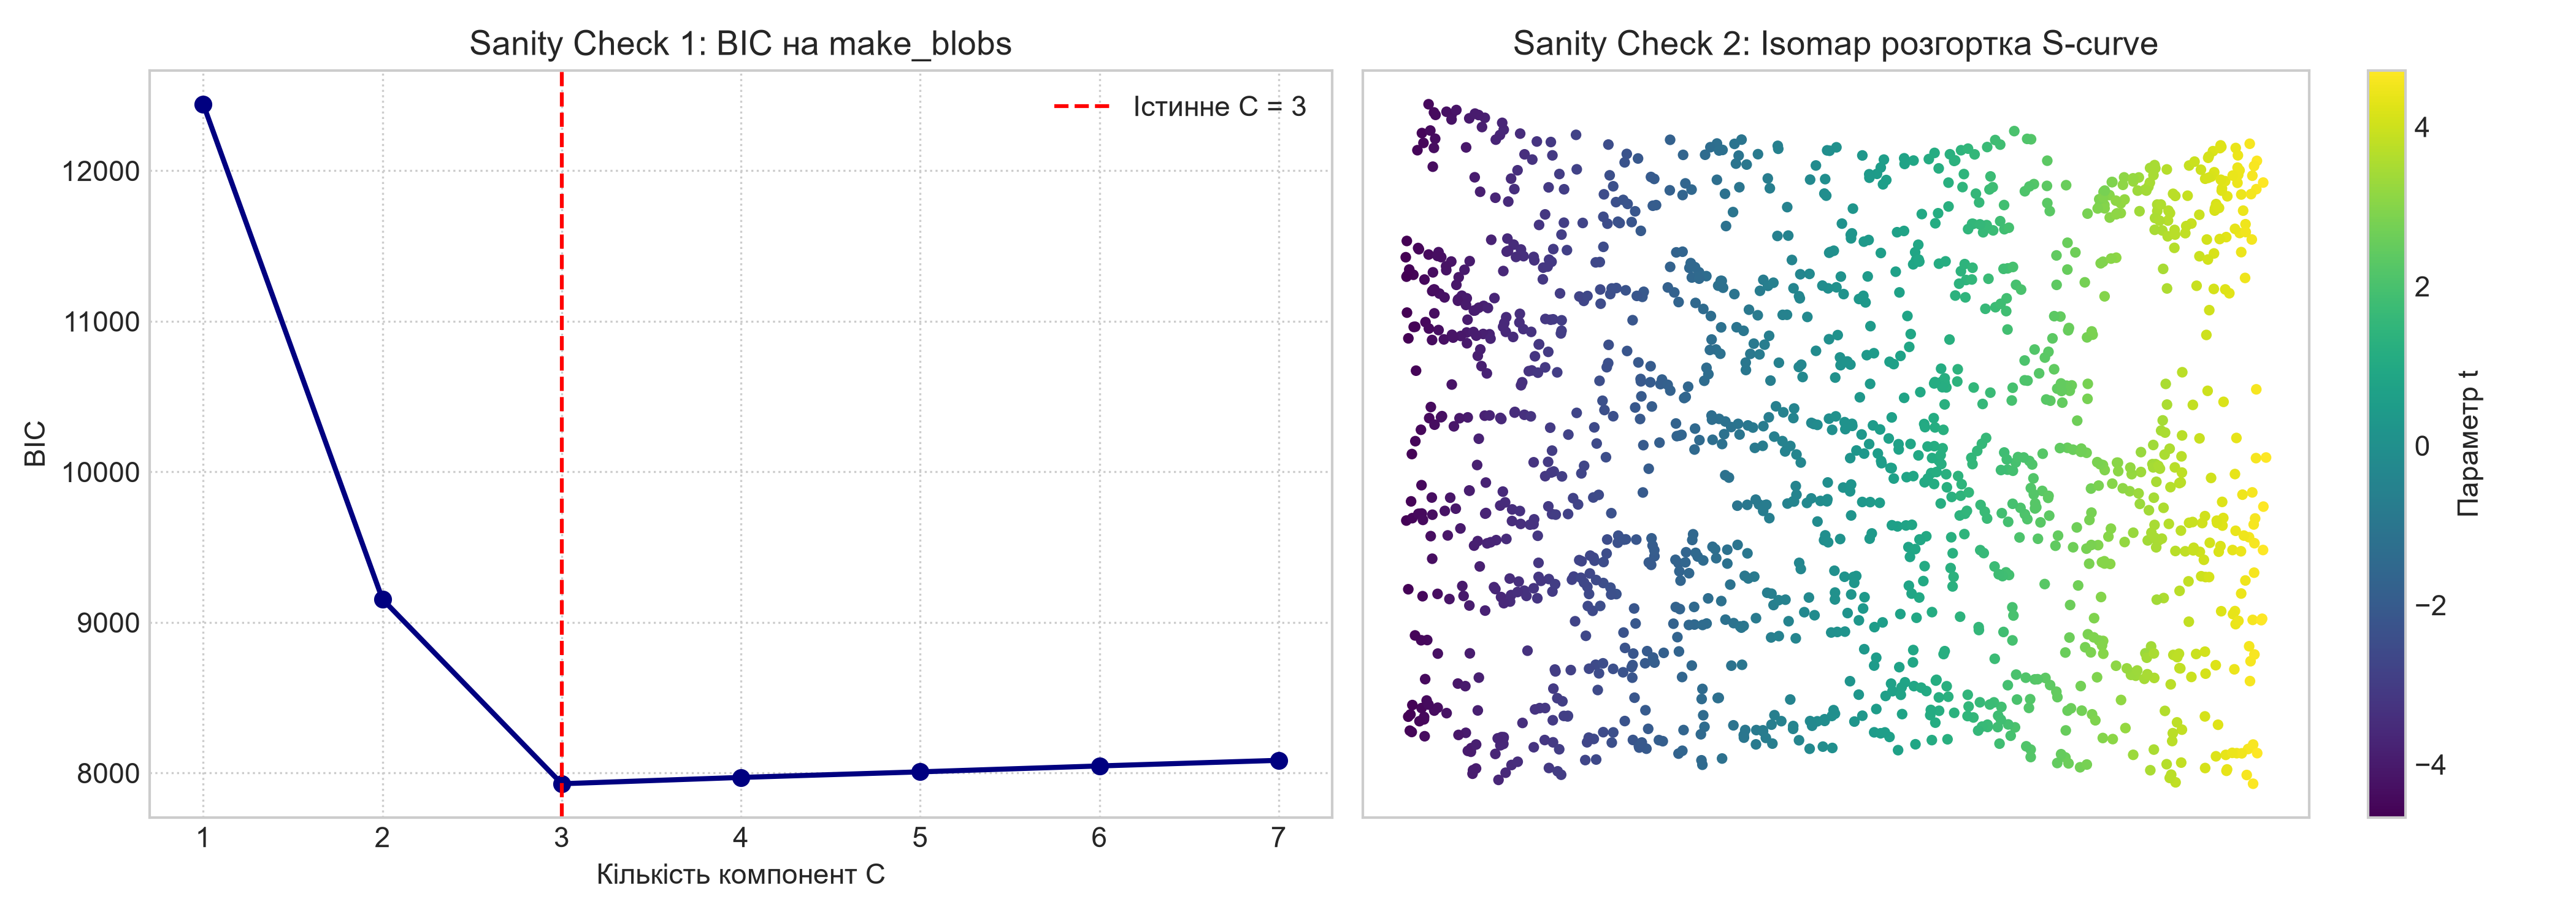 Sanity Check 1: BIC на make_blobs
Істинне C = 3
12000
11000
10000
9000
8000
BIC
1 2 3 4 5 6 7
Кількість компонент C
Sanity Check 2: Isomap розгортка S-curve
4
2
0
−2
−4
Параметр t